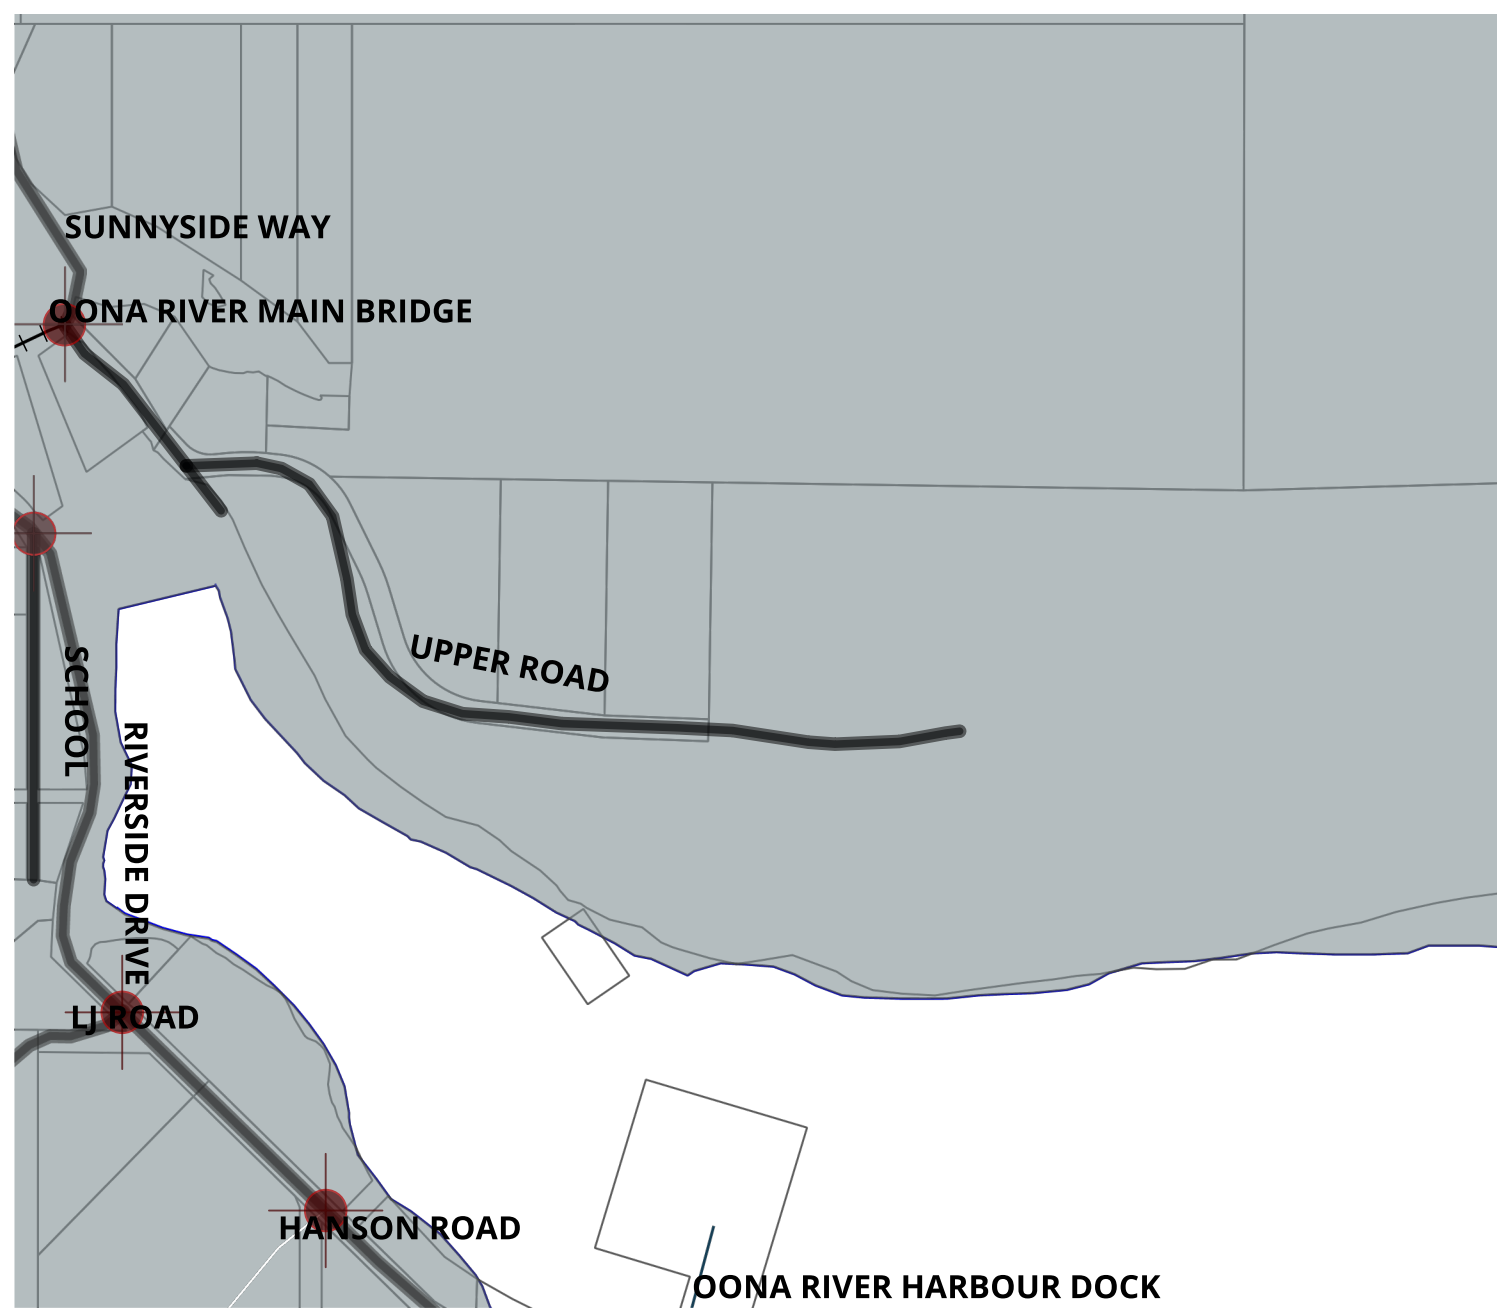 SUNNYSIDE WAY
OONA RIVER MAIN BRIDGE
UPPER ROAD
SCHOOL
RIVERSIDE DRIVE
LJ ROAD
HANSON ROAD
OONA RIVER HARBOUR DOCK